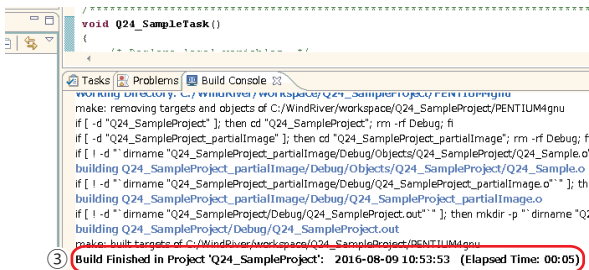 void Q24_SampleTask()
{
Tasks Problems Build Console
Working Directory: C:/WindRiver/workspace/Q24_SampleProject/PENTIUM4gnu
make: removing targets and objects of C:/WindRiver/workspace/Q24_SampleProject/PENTIUM4gnu
if [ -d "Q24_SampleProject" ]; then cd "Q24_SampleProject"; rm -rf Debug; fi
if [ -d "Q24_SampleProject_partialImage" ]; then cd "Q24_SampleProject_partialImage"; rm -rf Debug; f
if [ ! -d "`dirname "Q24_SampleProject_partialImage/Debug/Objects/Q24_SampleProject/Q24_Sample.o"
building Q24_SampleProject_partialImage/Debug/Objects/Q24_SampleProject/Q24_Sample.o
if [ ! -d "`dirname "Q24_SampleProject_partialImage/Debug/Q24_SampleProject_partialImage.o"`" ]; th
building Q24_SampleProject_partialImage/Debug/Q24_SampleProject_partialImage.o
if [ ! -d "`dirname "Q24_SampleProject/Debug/Q24_SampleProject.out"`" ]; then mkdir -p "`dirname "Q2
building Q24_SampleProject/Debug/Q24_SampleProject.out
make: built targets of C:/WindRiver/workspace/Q24_SampleProject/PENTIUM4gnu
③ Build Finished in Project 'Q24_SampleProject': 2016-08-09 10:53:53 (Elapsed Time: 00:05)